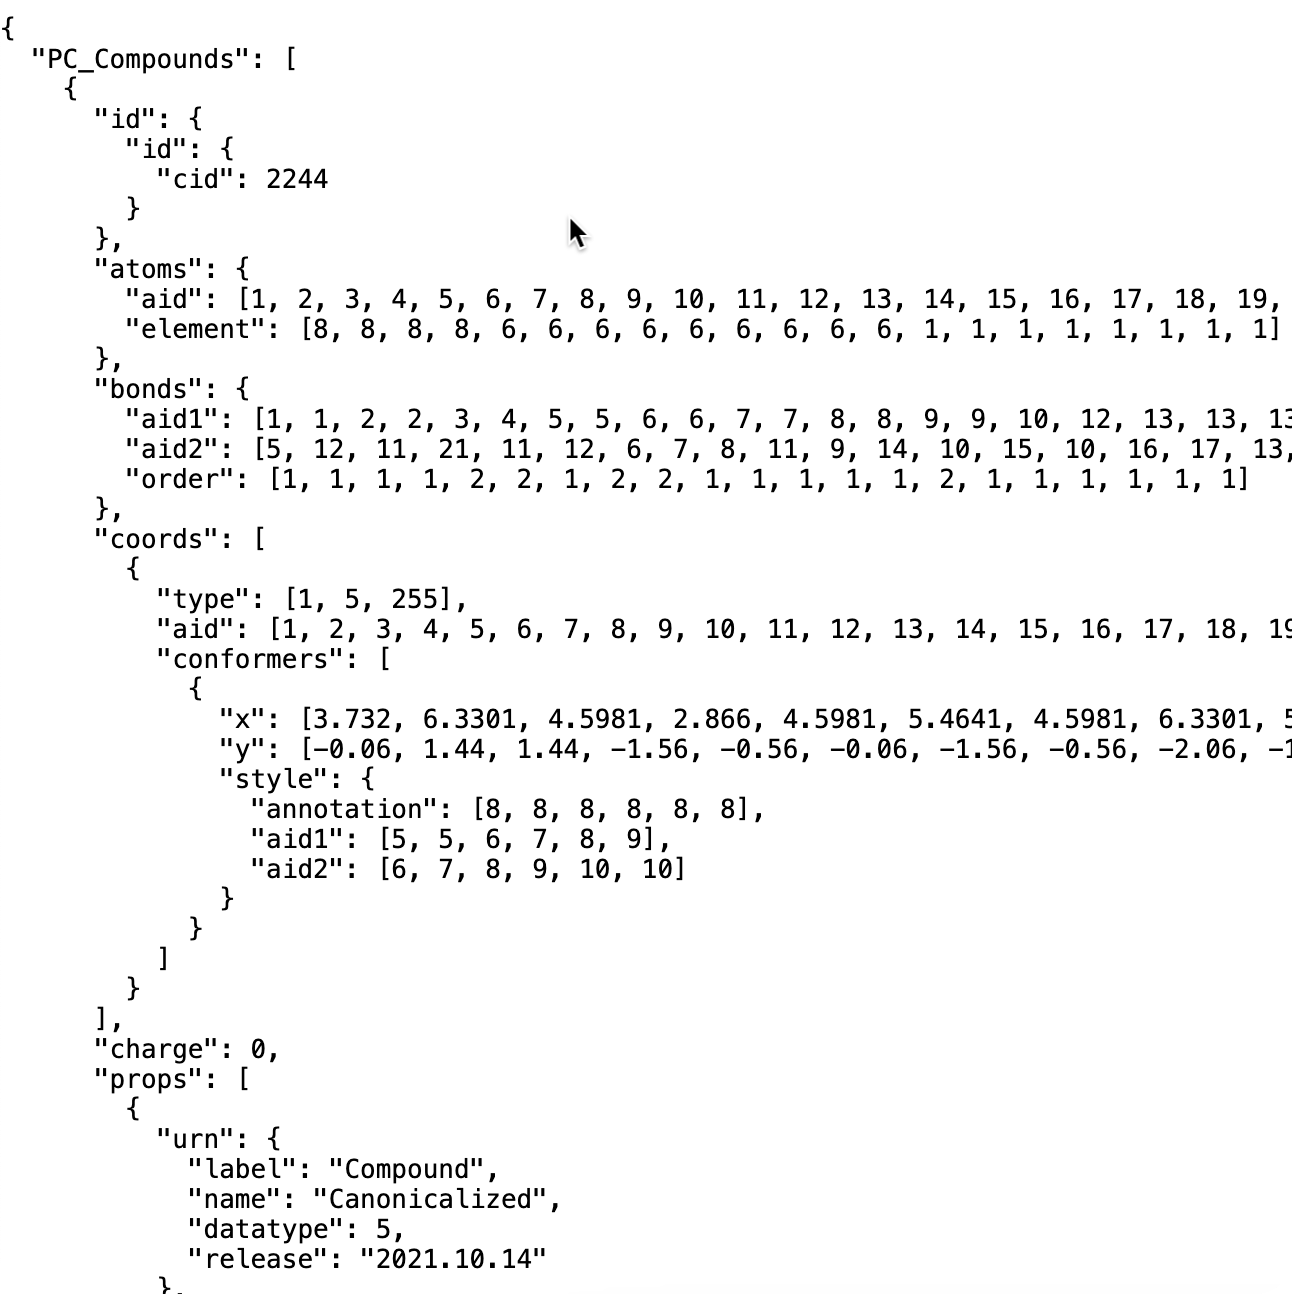 {
  "PC_Compounds": [
    {
      "id": {
        "id": {
          "cid": 2244
        }
      },
      "atoms": {
        "aid": [1, 2, 3, 4, 5, 6, 7, 8, 9, 10, 11, 12, 13, 14, 15, 16, 17, 18, 19,
        "element": [8, 8, 8, 8, 6, 6, 6, 6, 6, 6, 6, 6, 6, 1, 1, 1, 1, 1, 1, 1, 1]
      },
      "bonds": {
        "aid1": [1, 1, 2, 2, 3, 4, 5, 5, 6, 6, 7, 7, 8, 8, 9, 9, 10, 12, 13, 13, 13
        "aid2": [5, 12, 11, 21, 11, 12, 6, 7, 8, 11, 9, 14, 10, 15, 10, 16, 17, 13,
        "order": [1, 1, 1, 1, 2, 2, 1, 2, 2, 1, 1, 1, 1, 1, 2, 1, 1, 1, 1, 1, 1]
      },
      "coords": [
        {
          "type": [1, 5, 255],
          "aid": [1, 2, 3, 4, 5, 6, 7, 8, 9, 10, 11, 12, 13, 14, 15, 16, 17, 18, 19
          "conformers": [
            {
              "x": [3.732, 6.3301, 4.5981, 2.866, 4.5981, 5.4641, 4.5981, 6.3301, 5
              "y": [-0.06, 1.44, 1.44, -1.56, -0.56, -0.06, -1.56, -0.56, -2.06, -1
              "style": {
                "annotation": [8, 8, 8, 8, 8, 8],
                "aid1": [5, 5, 6, 7, 8, 9],
                "aid2": [6, 7, 8, 9, 10, 10]
              }
            }
          ]
        }
      ],
      "charge": 0,
      "props": [
        {
          "urn": {
            "label": "Compound",
            "name": "Canonicalized",
            "datatype": 5,
            "release": "2021.10.14"
          },